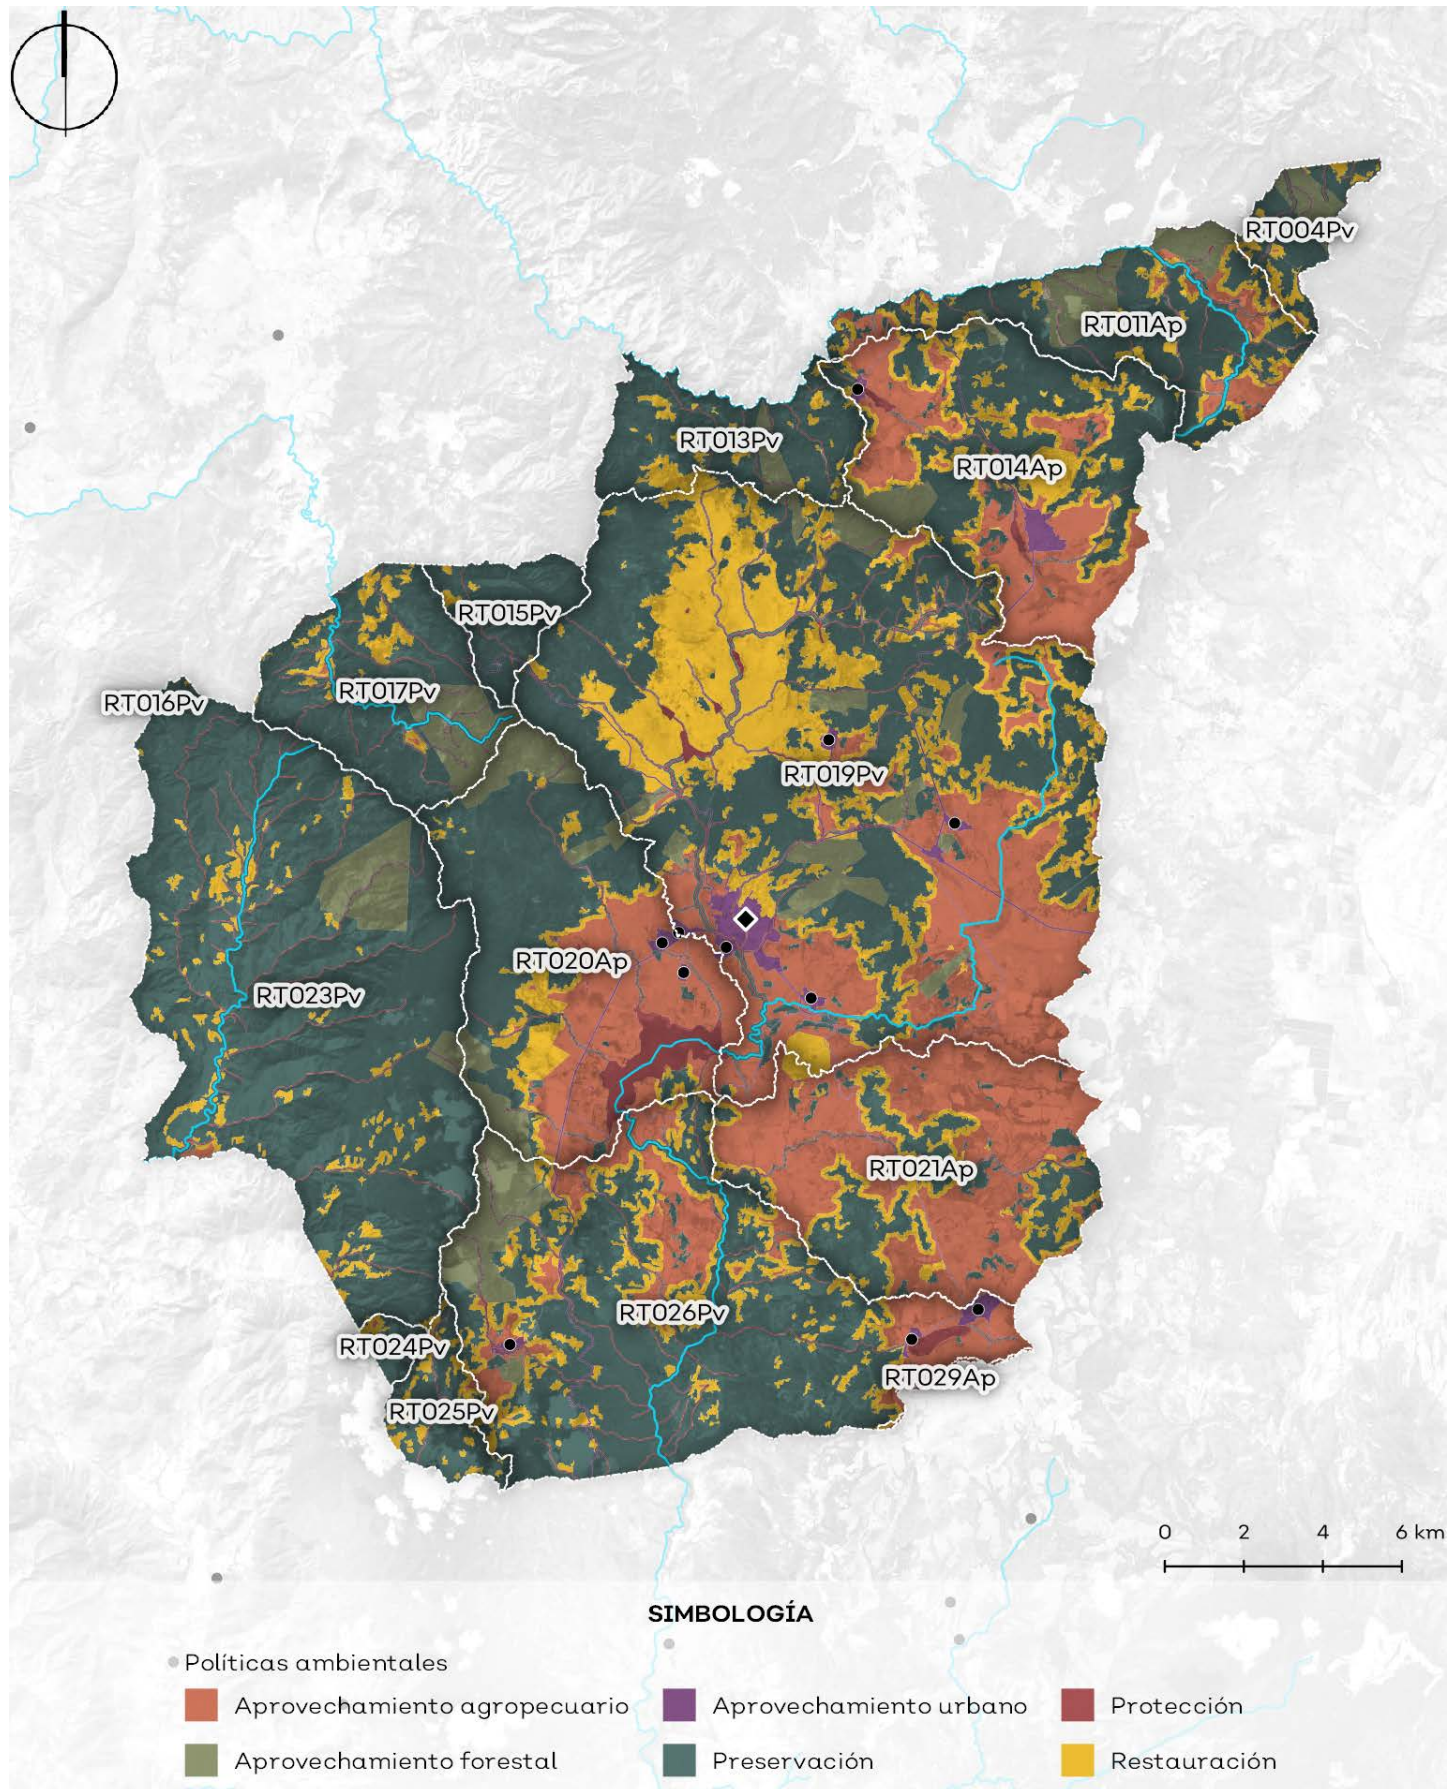 RT004Pv
RT011Ap
RT013Pv
RT014Ap
RT015Pv
RT017Pv
RT016Pv
RT019Pv
RT020Ap
RT023Pv
RT021Ap
RT026Pv
RT024Pv
RT029Ap
RT025Pv
0 2 4 6 km
SIMBOLOGÍA
Políticas ambientales
Aprovechamiento agropecuario Aprovechamiento urbano Protección
Aprovechamiento forestal Preservación Restauración